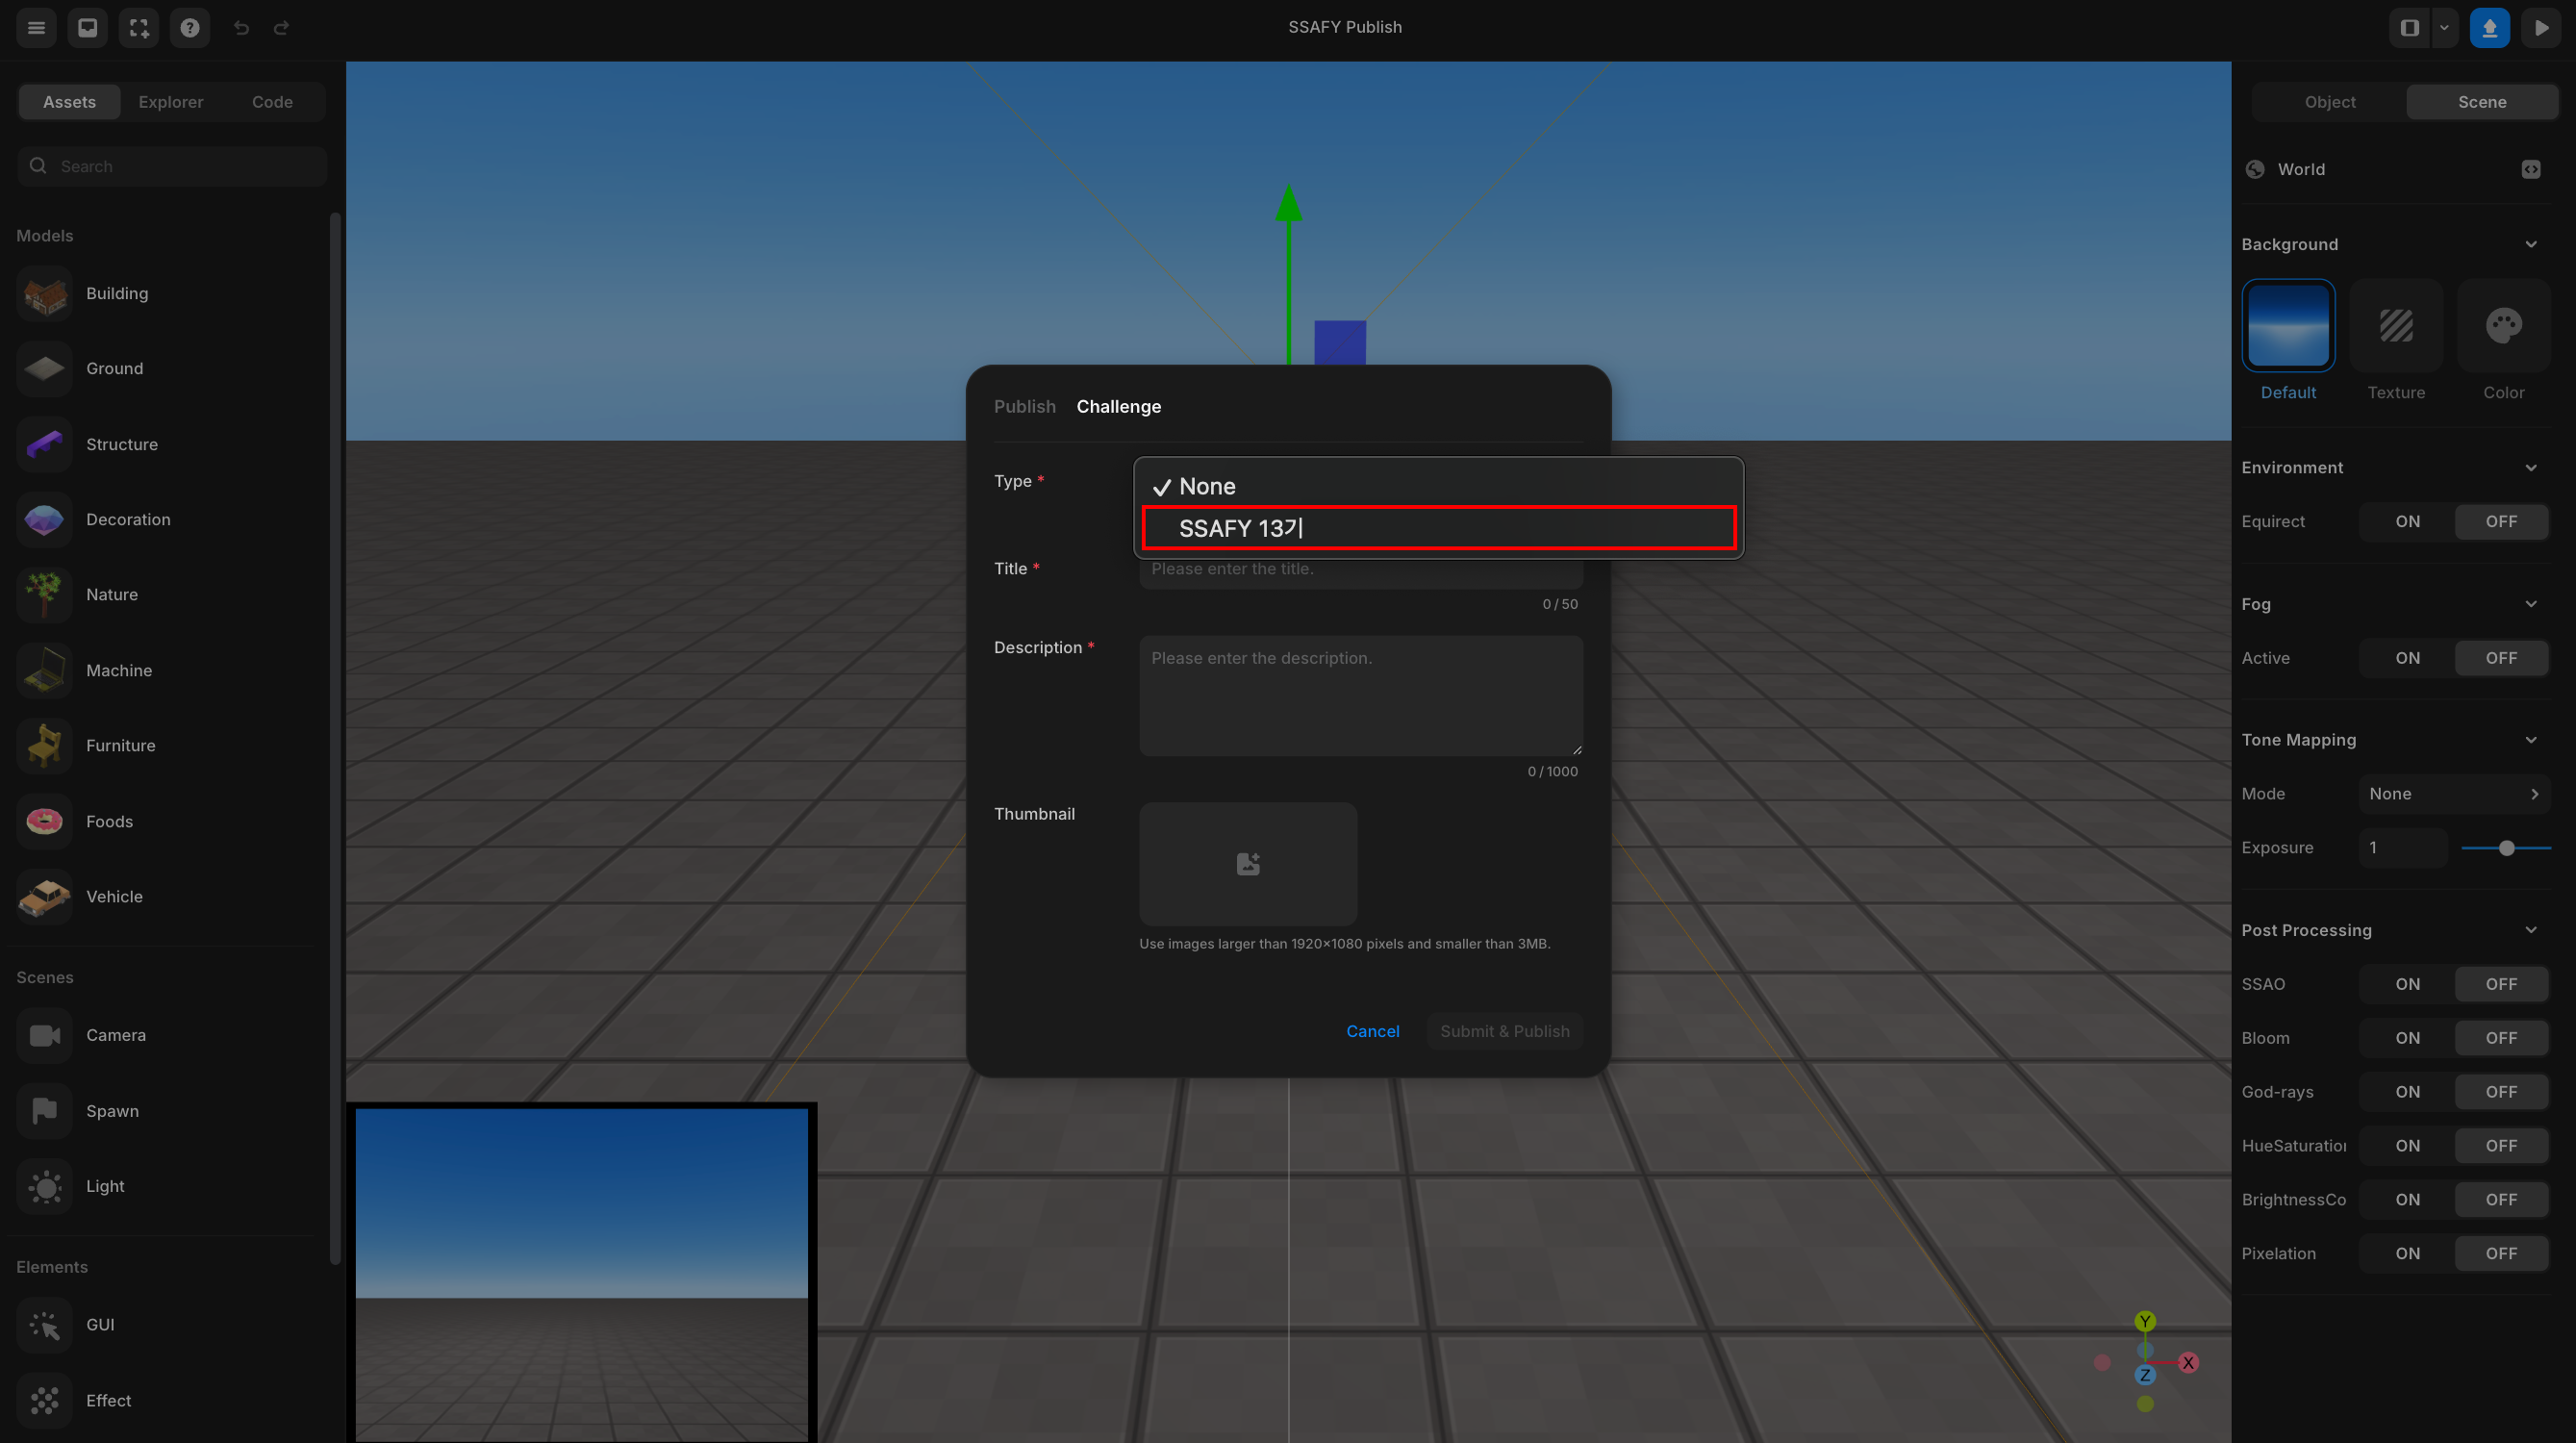 SSAFY Publish
Assets Explorer Code
Search
Models
Building
Ground
Structure
Decoration
Nature
Machine
Furniture
Foods
Vehicle
Scenes
Camera
Spawn
Light
Elements
GUI
Effect
Publish Challenge
Type *
✓ None
SSAFY 13기
Title *
Please enter the title.
0 / 50
Description *
Please enter the description.
0 / 1000
Thumbnail
Use images larger than 1920×1080 pixels and smaller than 3MB.
Cancel Submit & Publish
Y
X
Z
Object Scene
World
Background
Default Texture Color
Environment
Equirect ON OFF
Fog
Active ON OFF
Tone Mapping
Mode None
Exposure 1
Post Processing
SSAO ON OFF
Bloom ON OFF
God-rays ON OFF
HueSaturation ON OFF
BrightnessCo ON OFF
Pixelation ON OFF